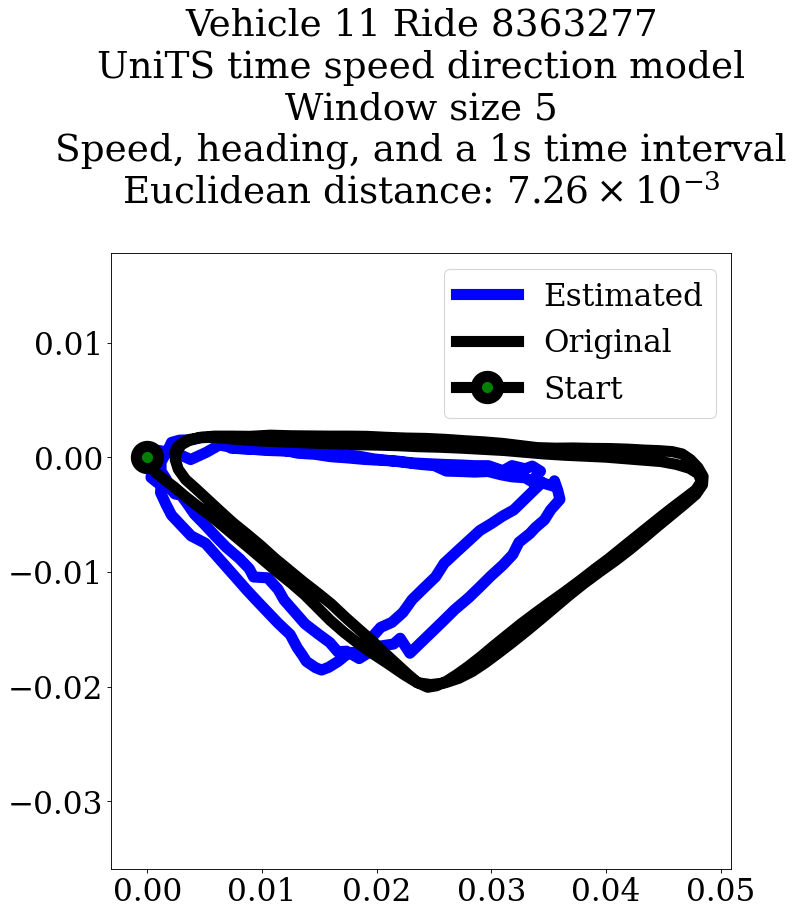 Vehicle 11 Ride 8363277
UniTS time speed direction model
Window size 5
Speed, heading, and a 1s time interval
Euclidean distance: 7.26 × 10⁻³
Estimated
Original
Start
0.01
0.00
−0.01
−0.02
−0.03
0.00 0.01 0.02 0.03 0.04 0.05